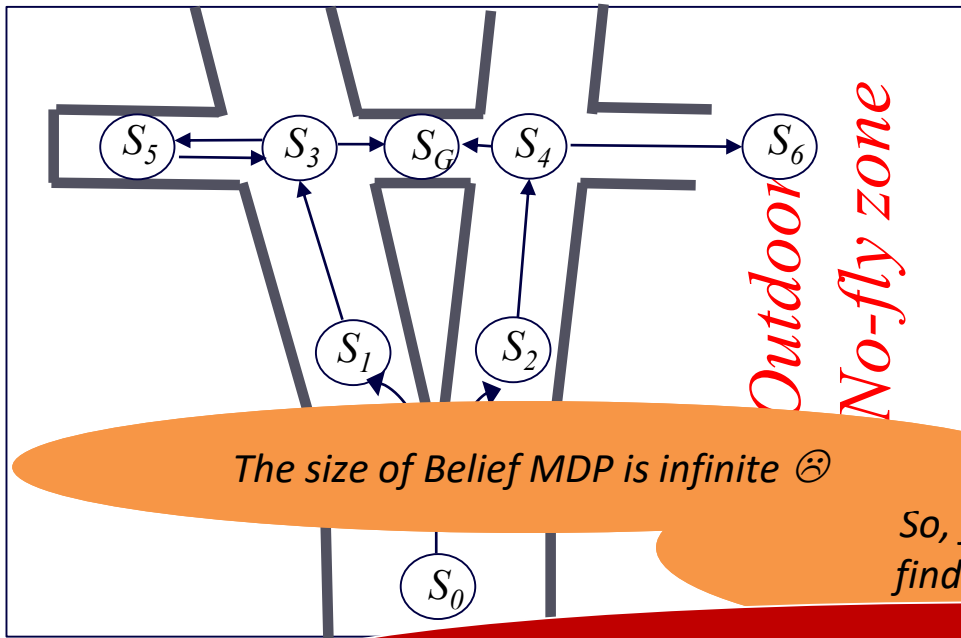 S5
S3
SG
S4
S6
S1
S2
Outdoor
No-fly zone
The size of Belief MDP is infinite ☹
So,
find
S0